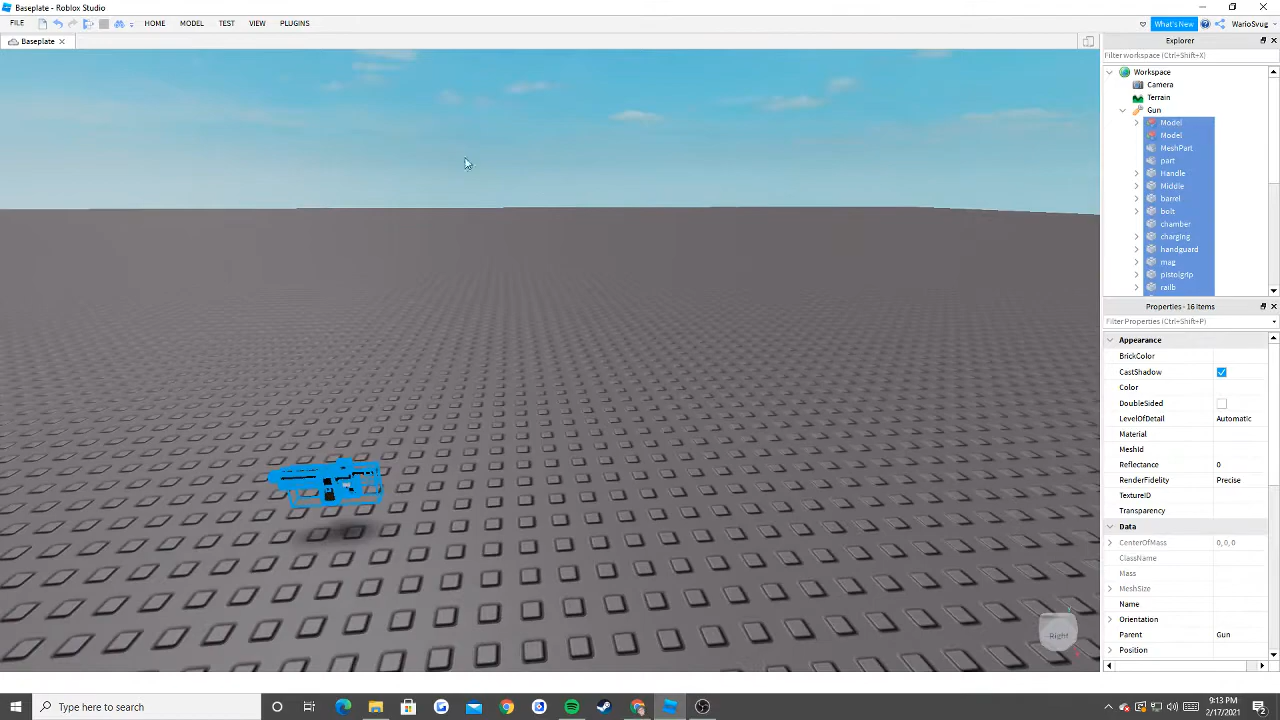 Baseplate - Roblox Studio
FILE HOME MODEL TEST VIEW PLUGINS What's New WarioSvug
Baseplate
Explorer
Filter workspace (Ctrl+Shift+X)
Workspace
Camera
Terrain
Gun
Model
Model
MeshPart
part
Handle
Middle
barrel
bolt
chamber
charging
handguard
mag
pistolgrip
railb
Properties - 16 Items
Filter Properties (Ctrl+Shift+P)
Appearance
BrickColor
CastShadow
Color
DoubleSided
LevelOfDetail Automatic
Material
MeshId
Reflectance 0
RenderFidelity Precise
TextureID
Transparency
Data
CenterOfMass 0, 0, 0
ClassName
Mass
MeshSize
Name
Orientation
Parent Gun
Position
Right
Type here to search
9:13 PM
2/17/2021